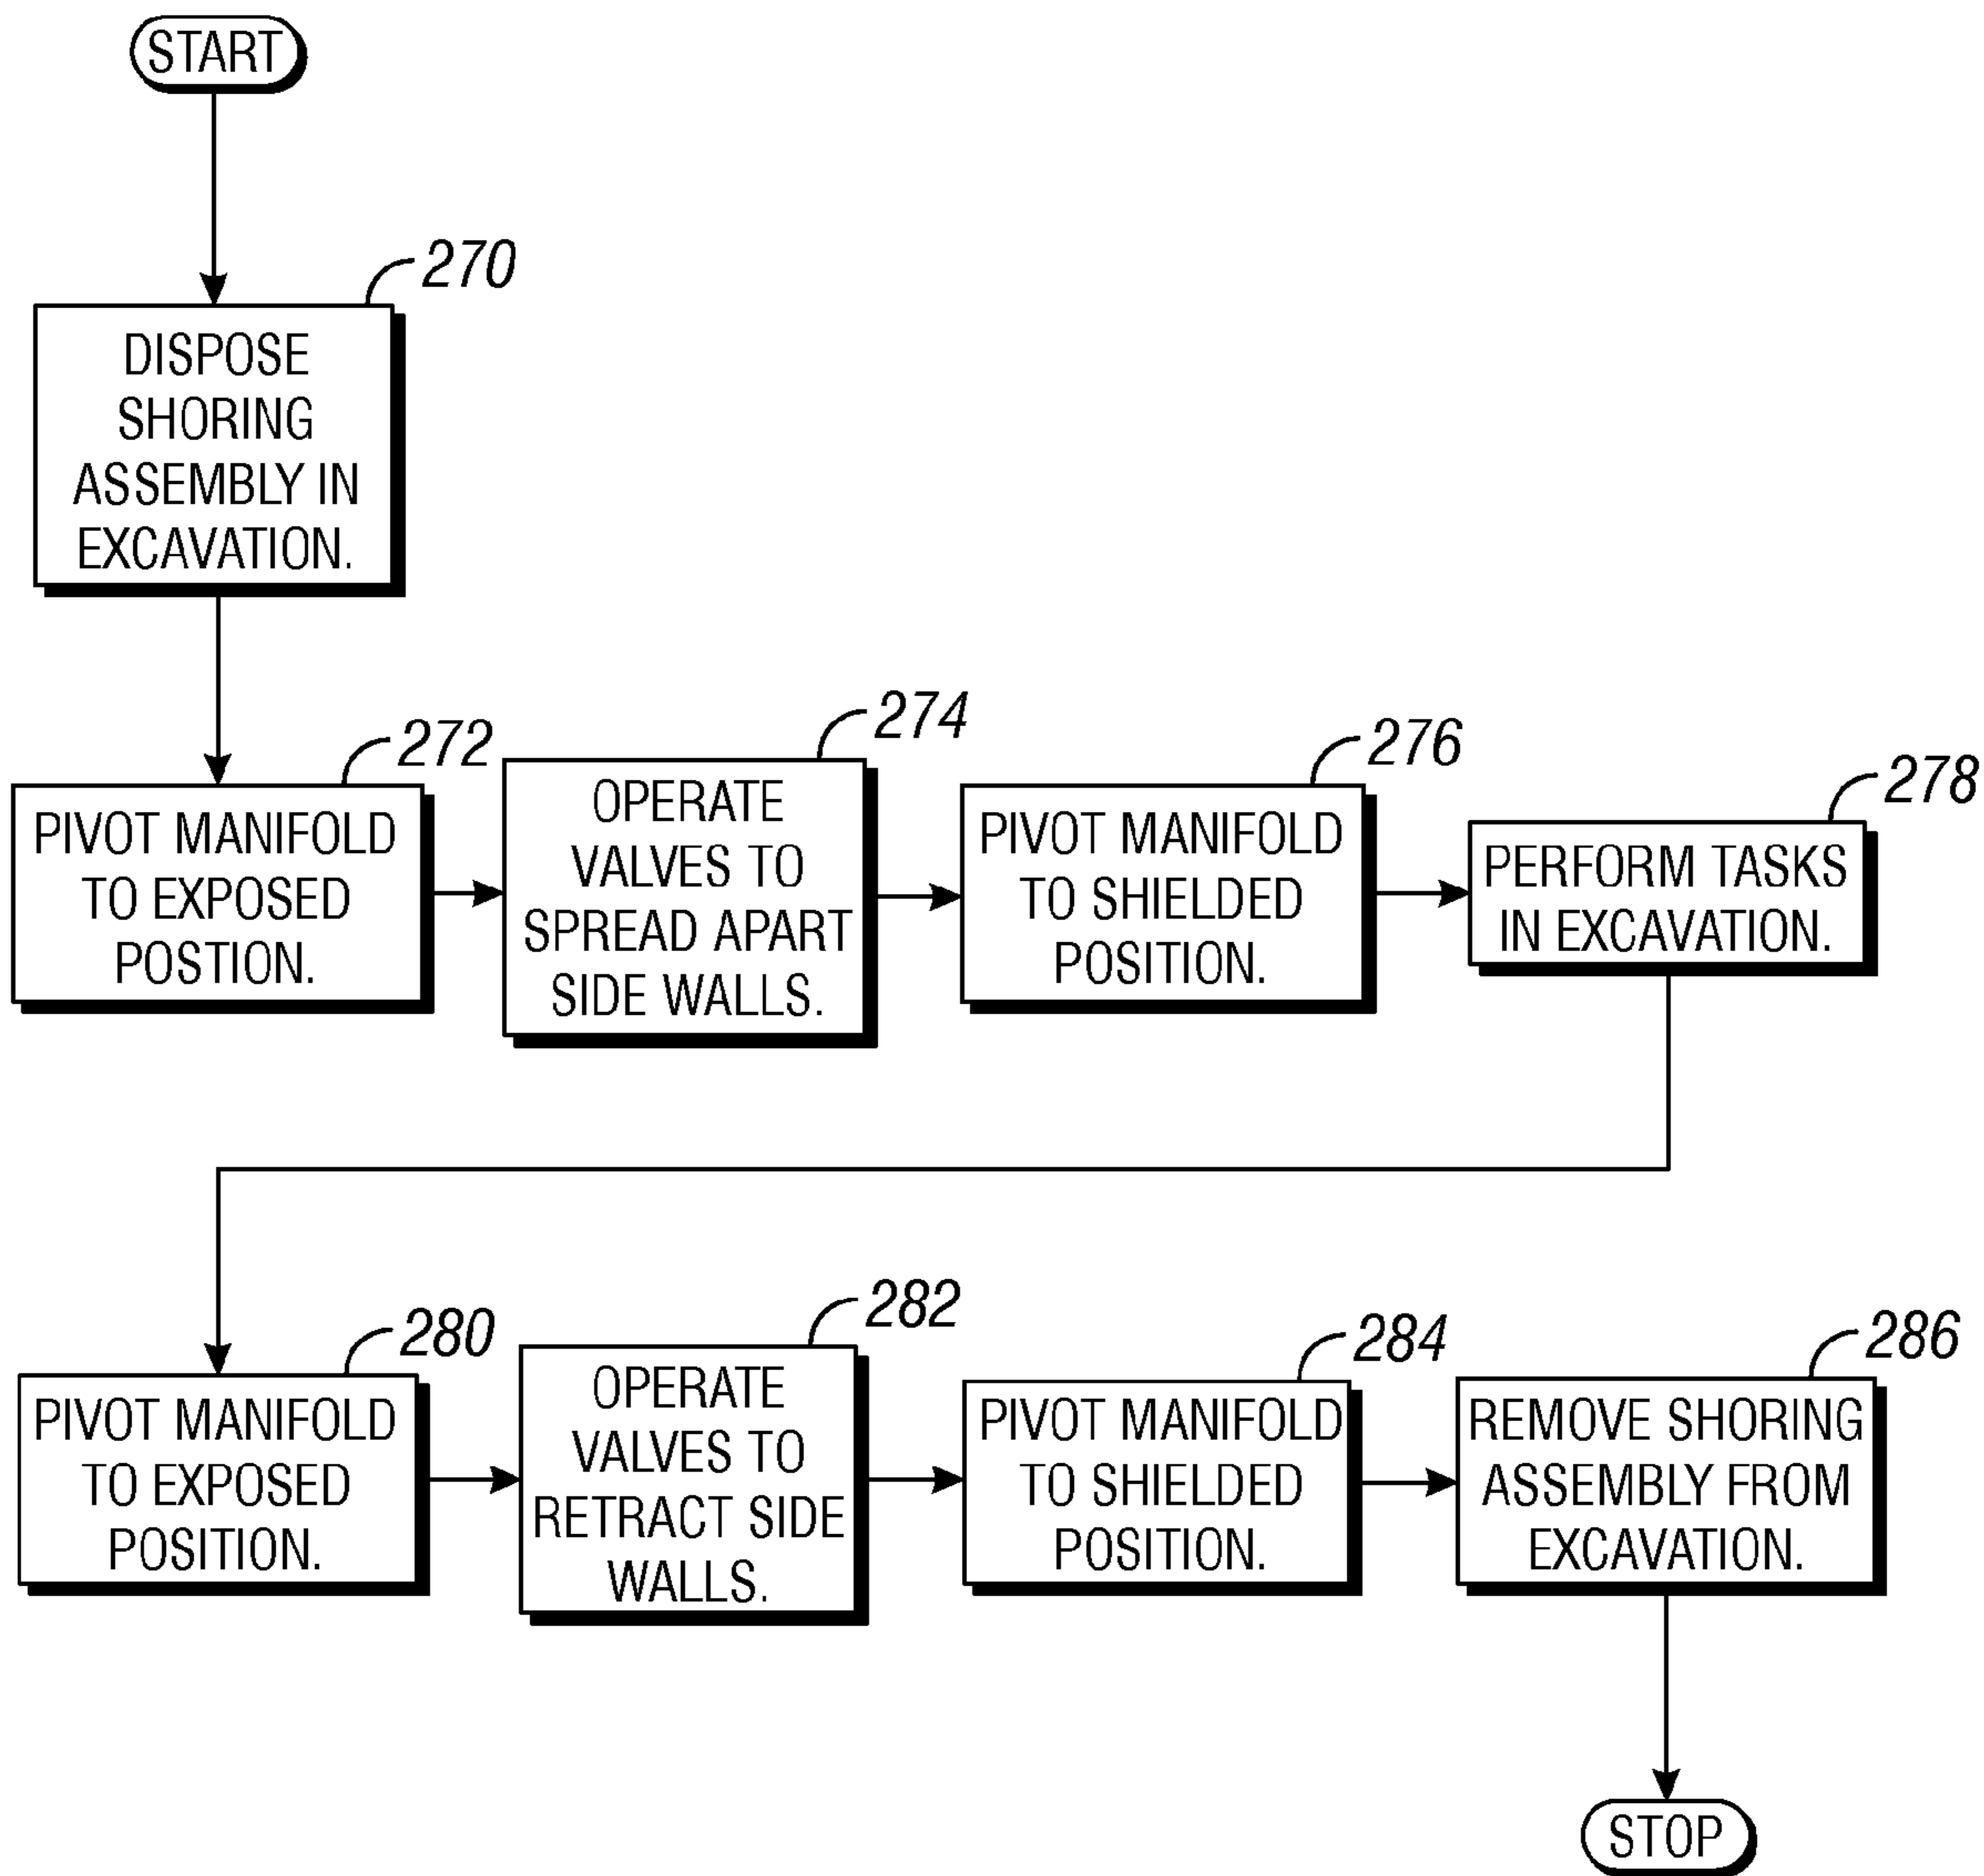 START
270
DISPOSE
SHORING
ASSEMBLY IN
EXCAVATION.
272
PIVOT MANIFOLD
TO EXPOSED
POSTION.
274
OPERATE
VALVES TO
SPREAD APART
SIDE WALLS.
276
PIVOT MANIFOLD
TO SHIELDED
POSITION.
278
PERFORM TASKS
IN EXCAVATION.
280
PIVOT MANIFOLD
TO EXPOSED
POSITION.
282
OPERATE
VALVES TO
RETRACT SIDE
WALLS.
284
PIVOT MANIFOLD
TO SHIELDED
POSITION.
286
REMOVE SHORING
ASSEMBLY FROM
EXCAVATION.
STOP